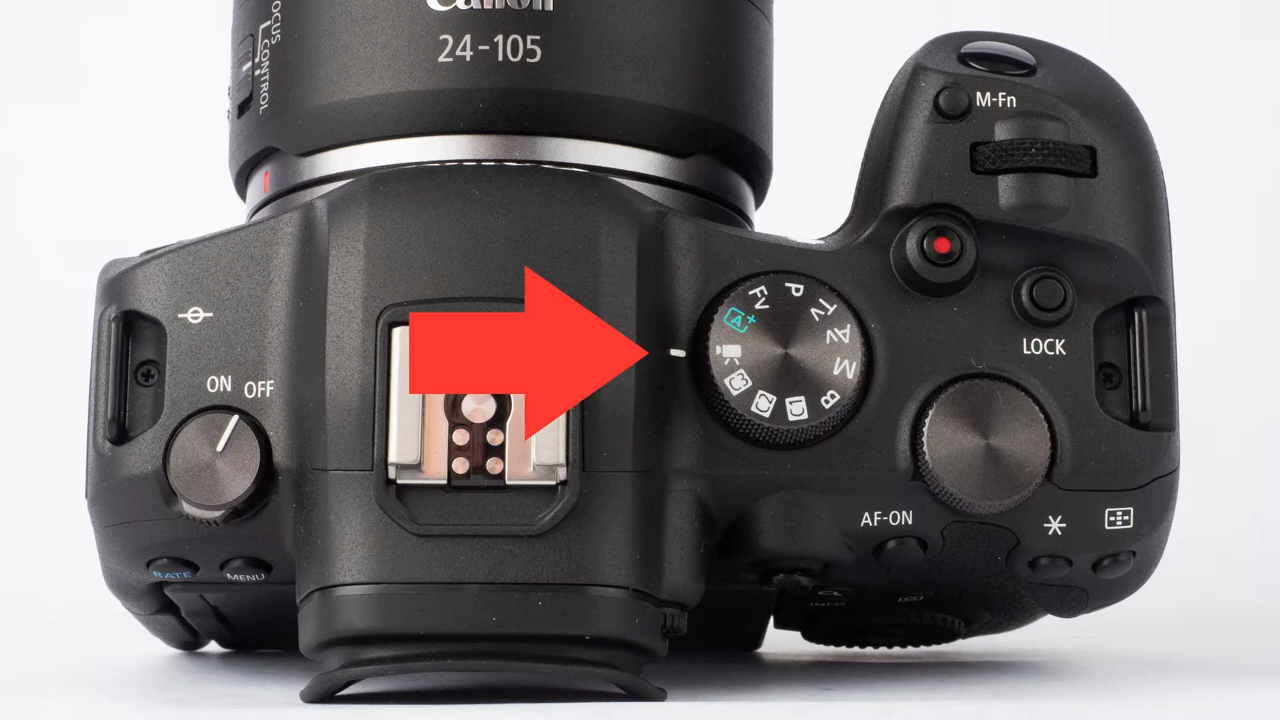 Canon
24-105
FOCUS CONTROL
M-Fn
Fv
P
Tv
Av
M
B
C1
C2
C3
A+
LOCK
ON OFF
AF-ON
RATE
MENU
INFO